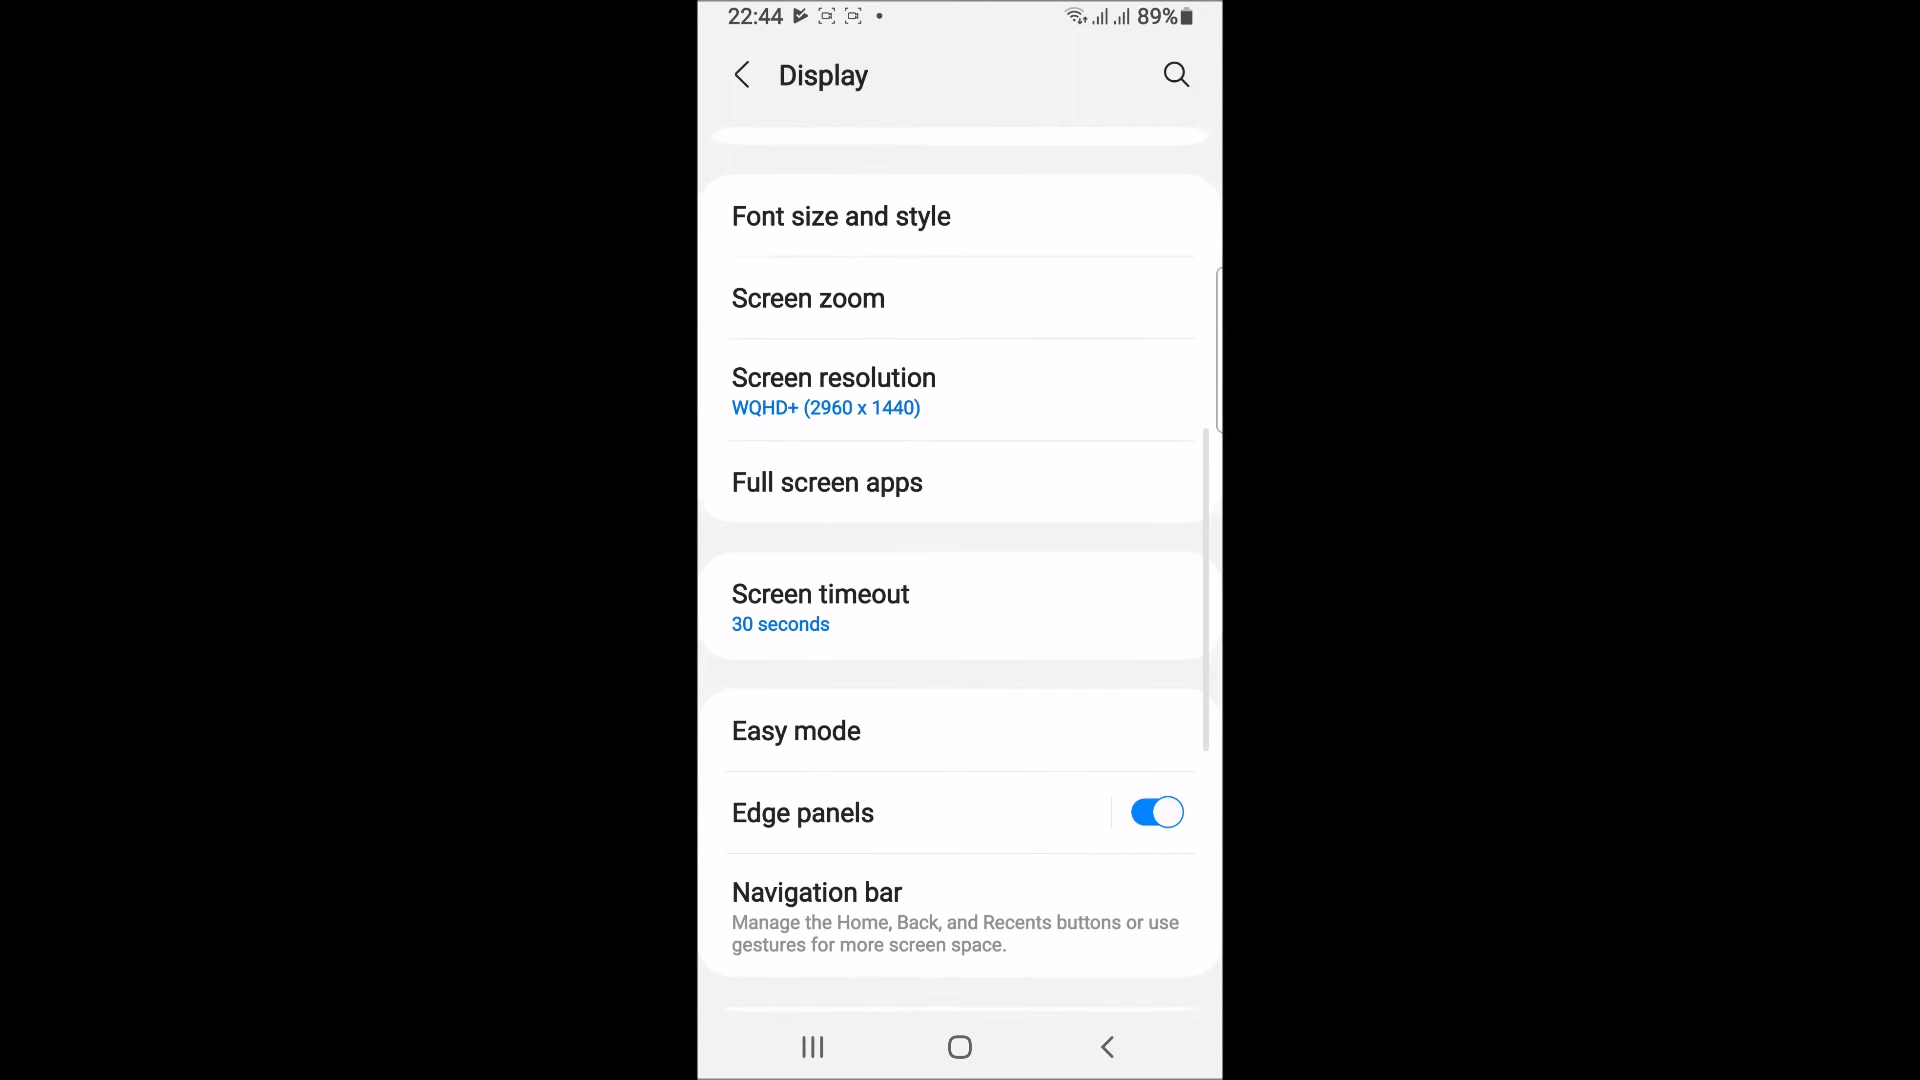 22:44 89%
Display
Font size and style
Screen zoom
Screen resolution
WQHD+ (2960 x 1440)
Full screen apps
Screen timeout
30 seconds
Easy mode
Edge panels
Navigation bar
Manage the Home, Back, and Recents buttons or use
gestures for more screen space.